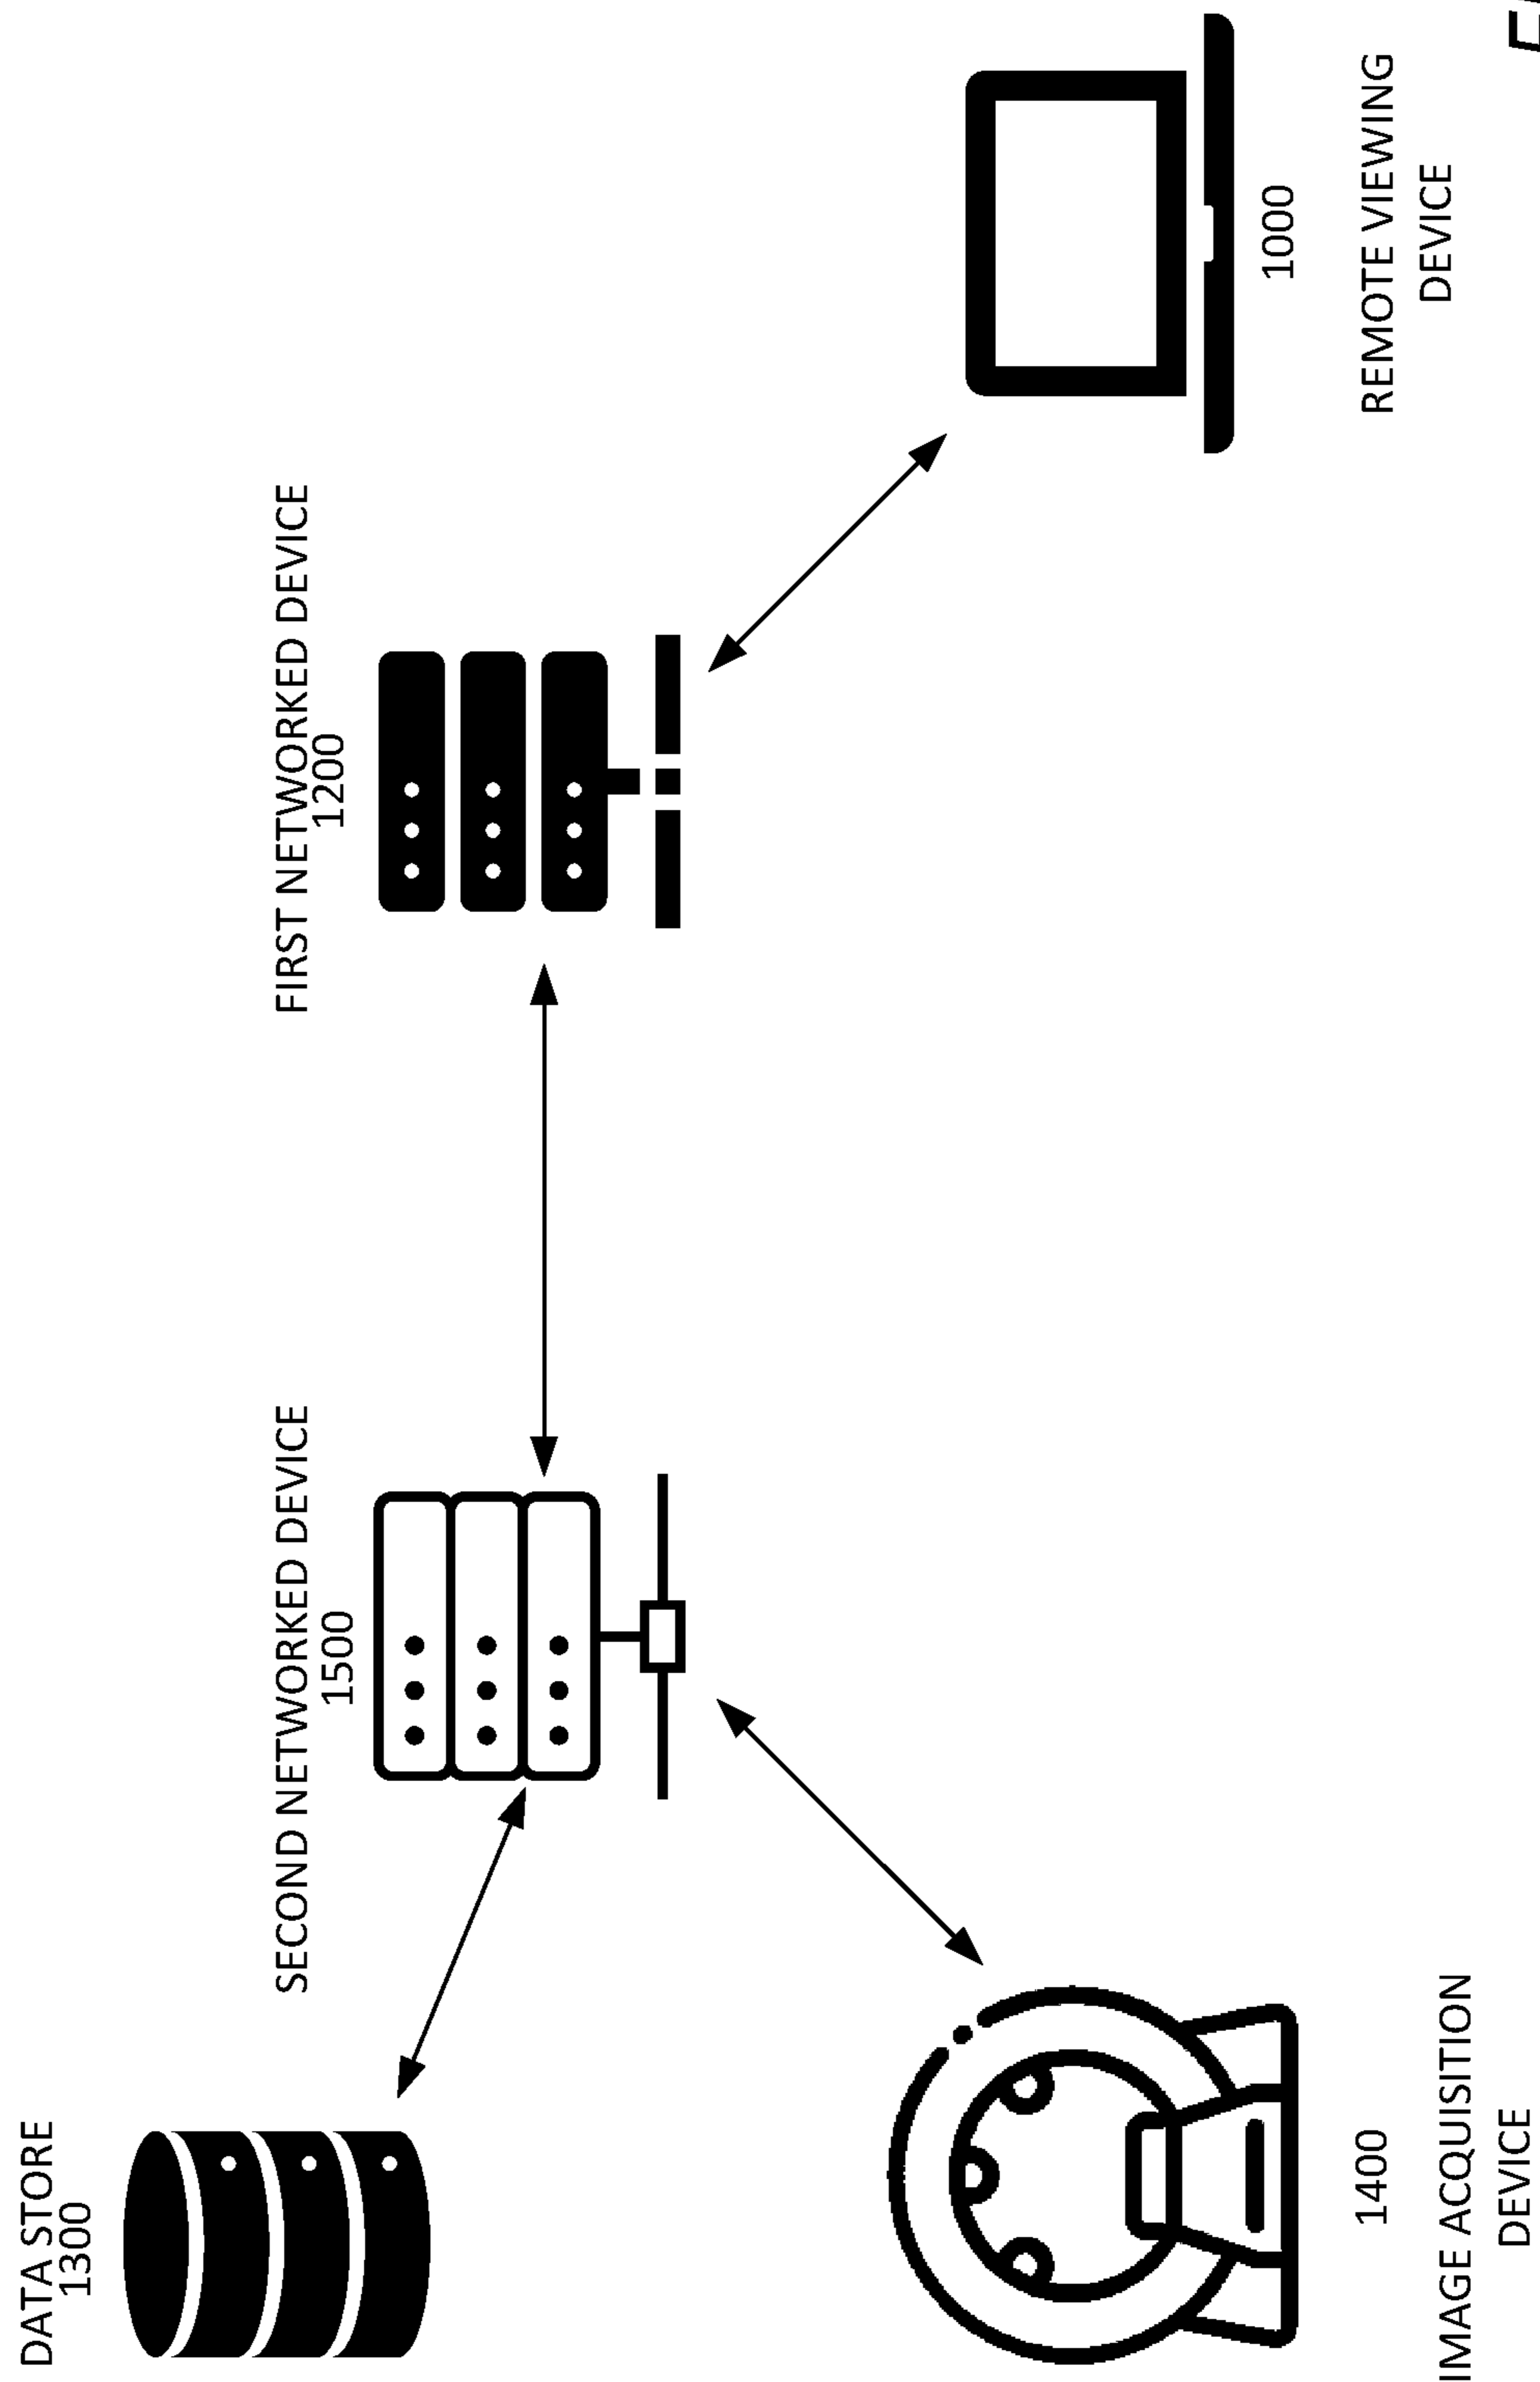 DATA STORE
1300
SECOND NETWORKED DEVICE
1500
FIRST NETWORKED DEVICE
1200
1000
REMOTE VIEWING
DEVICE
1400
IMAGE ACQUISITION
DEVICE